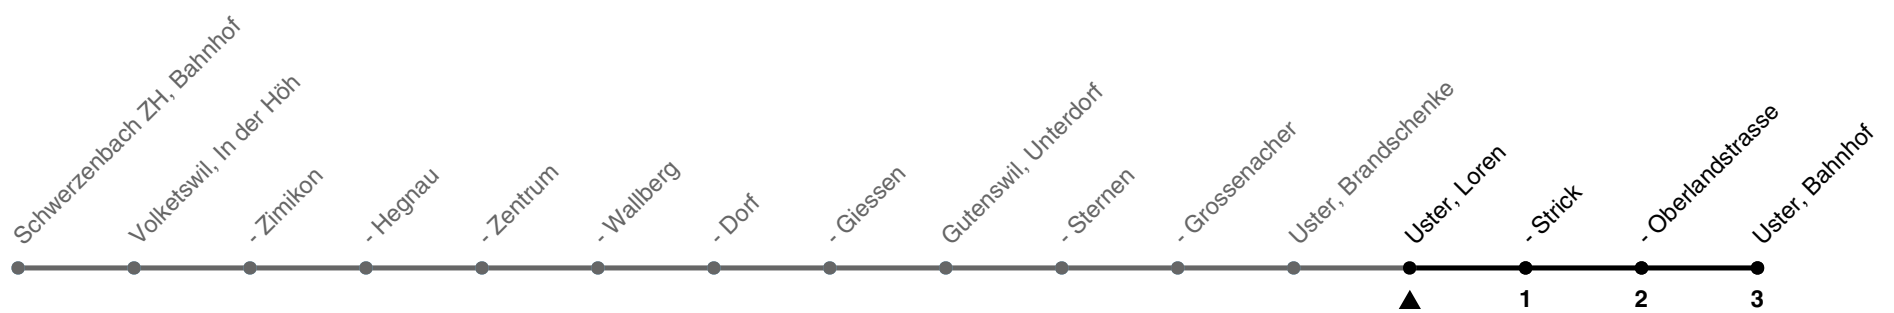 Schwerzenbach ZH, Bahnhof
Volketswil, In der Höh
- Zimikon
- Hegnau
- Zentrum
- Wallberg
- Dorf
- Giessen
Gutenswil, Unterdorf
- Sternen
- Grossenacher
Uster, Brandschenke
Uster, Loren
- Strick
- Oberlandstrasse
Uster, Bahnhof
1 2 3